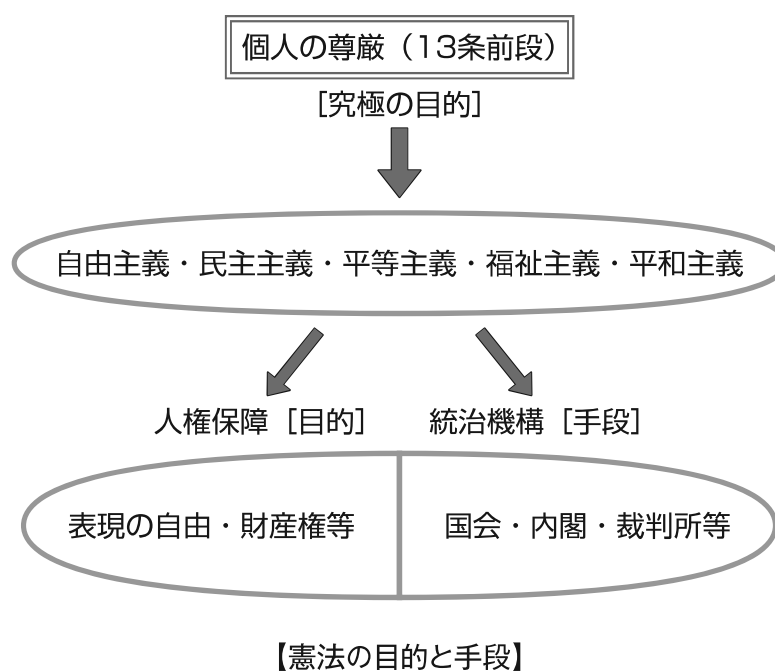 個人の尊厳（13条前段）
［究極の目的］
自由主義・民主主義・平等主義・福祉主義・平和主義
人権保障［目的］ 統治機構［手段］
表現の自由・財産権等 国会・内閣・裁判所等
【憲法の目的と手段】